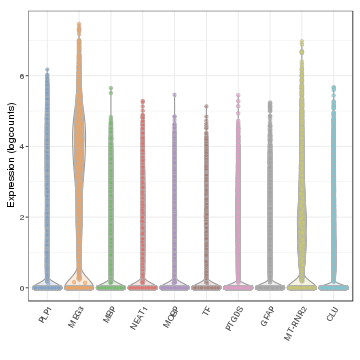 Expression (logcounts)
6
4
2
0
PLP1
MEG3
MBP
NEAT1
MOBP
TF
PTGDS
GFAP
MT-RNR2
CLU